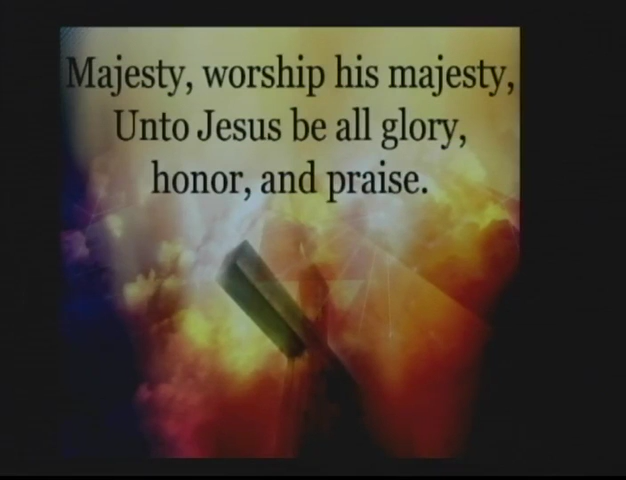 Majesty, worship his majesty,
Unto Jesus be all glory,
honor, and praise.